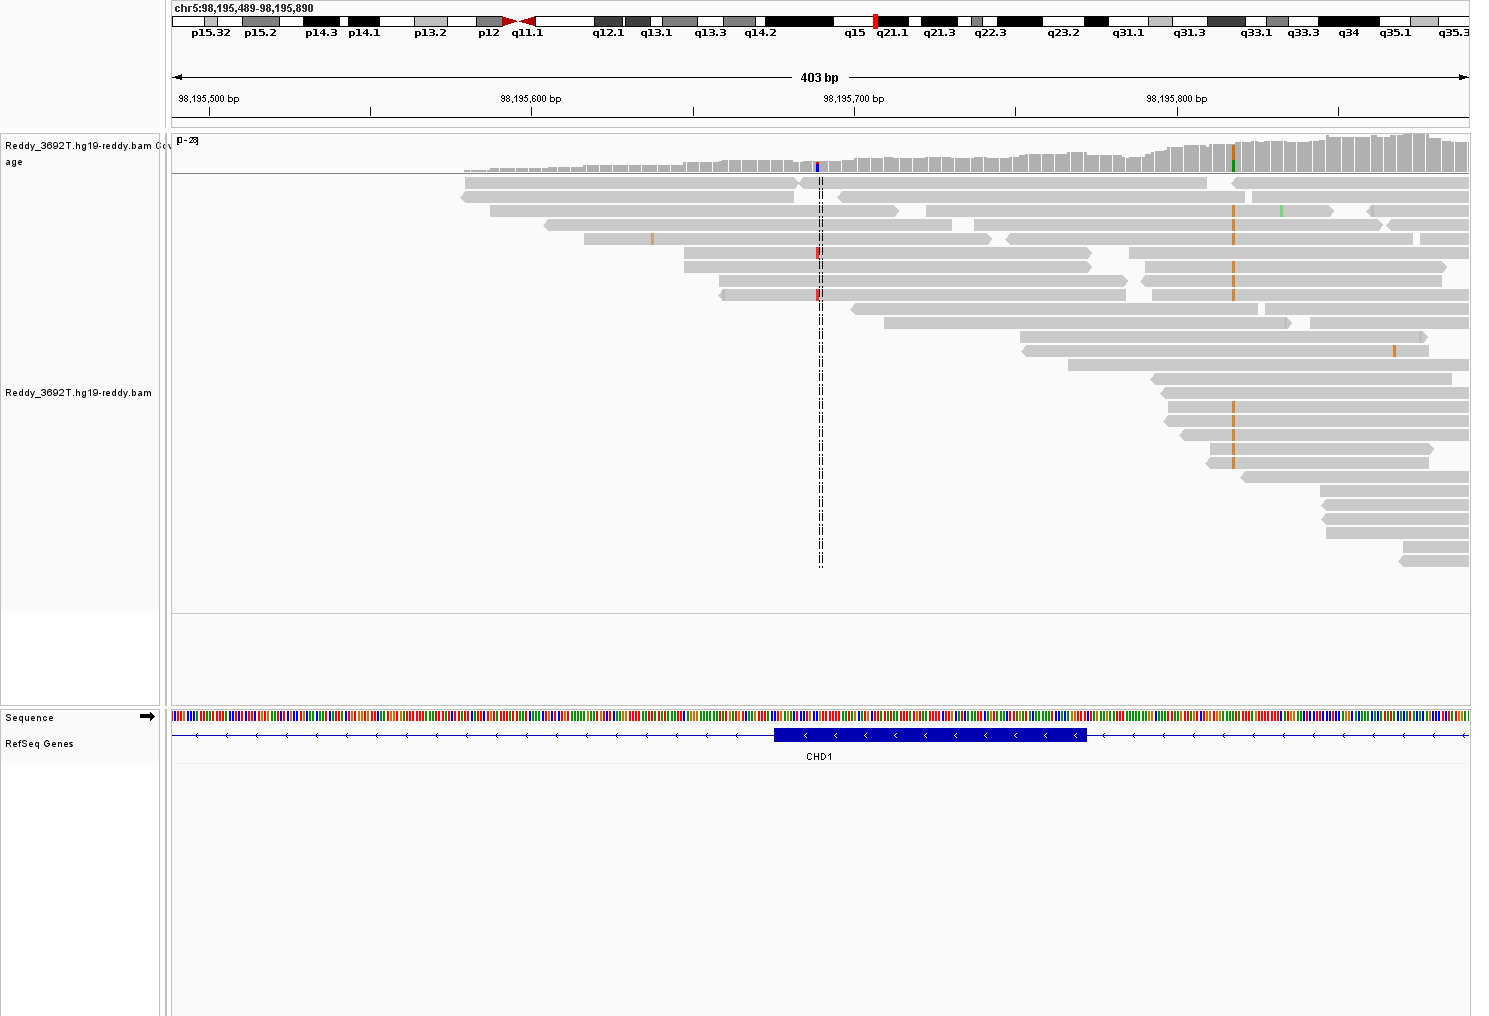 chr5:98,195,489-98,195,890
p15.32 p15.2 p14.3 p14.1 p13.2 p12 q11.1 q12.1 q13.1 q13.3 q14.2 q15 q21.1 q21.3 q22.3 q23.2 q31.1 q31.3 q33.1 q33.3 q34 q35.1 q35.3
403 bp
98,195,500 bp 98,195,600 bp 98,195,700 bp 98,195,800 bp
Reddy_3692T.hg19-reddy.bam Cov
age
[0-28]
Reddy_3692T.hg19-reddy.bam
Sequence
RefSeq Genes
CHD1